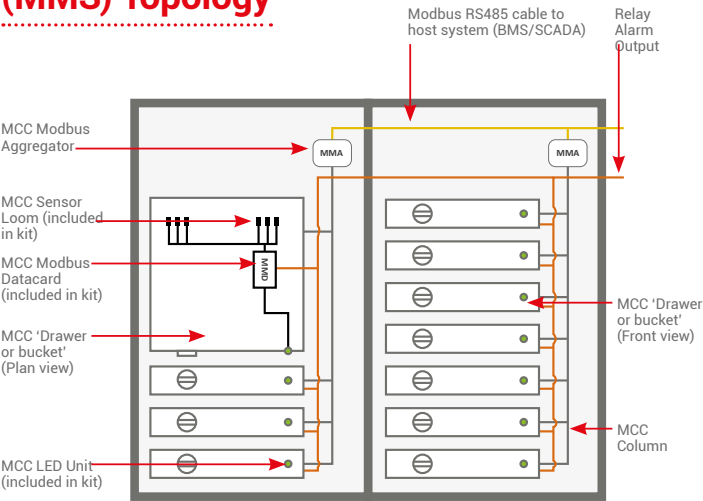 (MMS) Topology
Modbus RS485 cable to
host system (BMS/SCADA)
Relay
Alarm
Output
MCC Modbus
Aggregator
MMA
MMA
MCC Sensor
Loom (included
in kit)
MCC Modbus
Datacard
(included in kit)
MMD
MCC ‘Drawer
or bucket’
(Plan view)
MCC ‘Drawer
or bucket’
(Front view)
MCC
Column
MCC LED Unit
(included in kit)